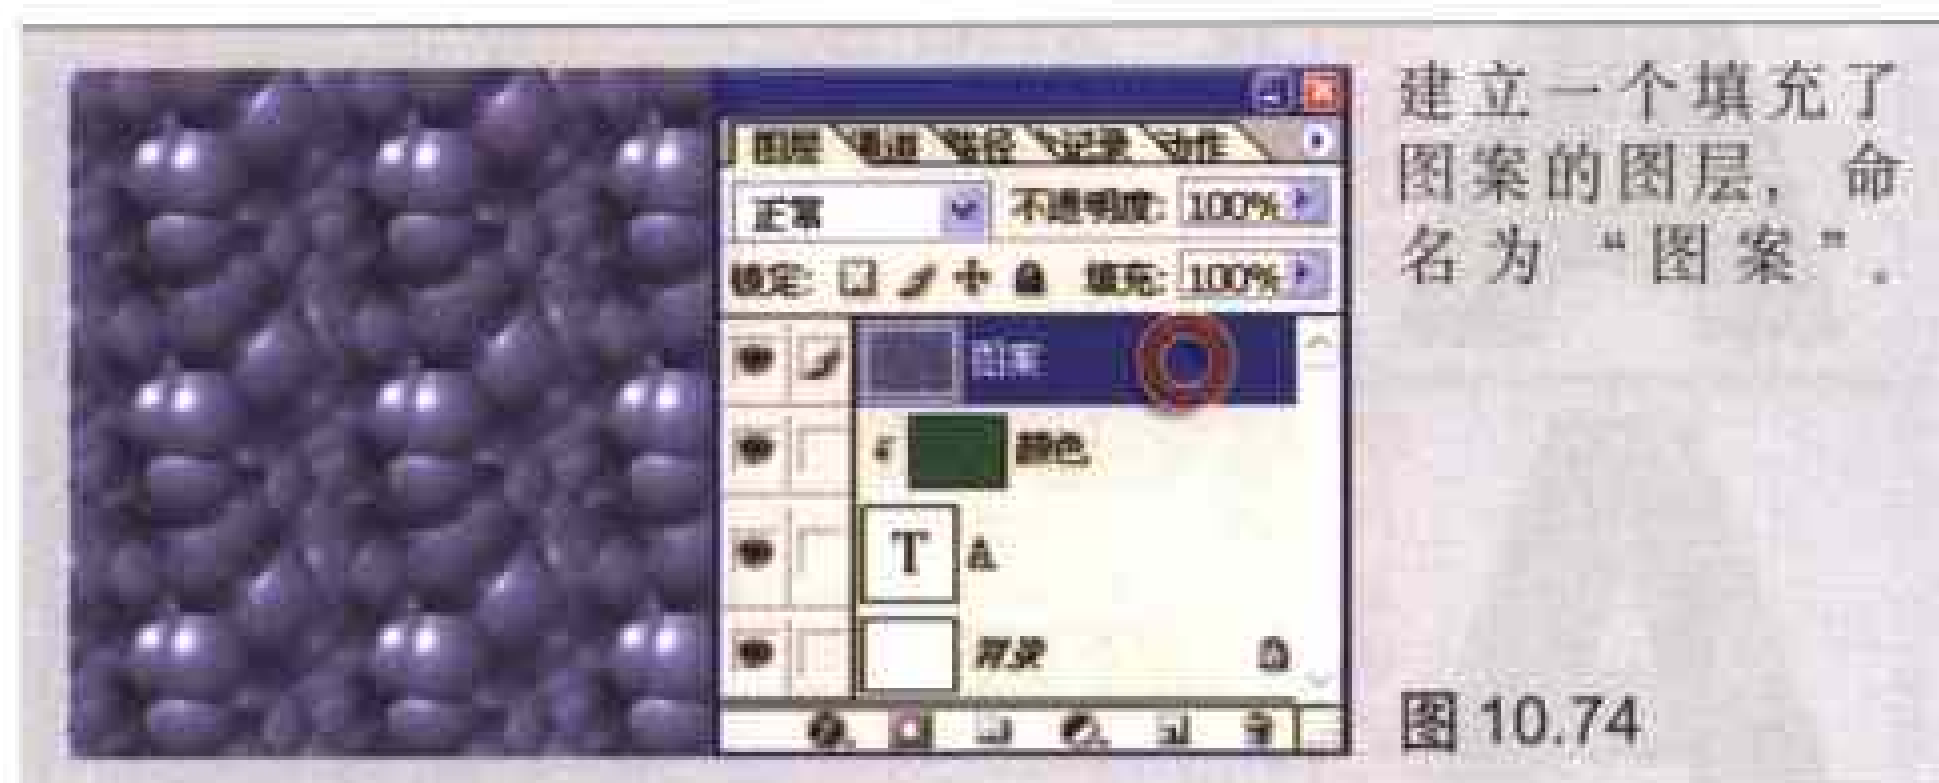 图层 通道 路径 记录 动作
正常 不透明度: 100%
锁定: 填充: 100%
图案
颜色
T A
背景
建立一个填充了
图案的图层，命
名为“图案”。
图 10.74